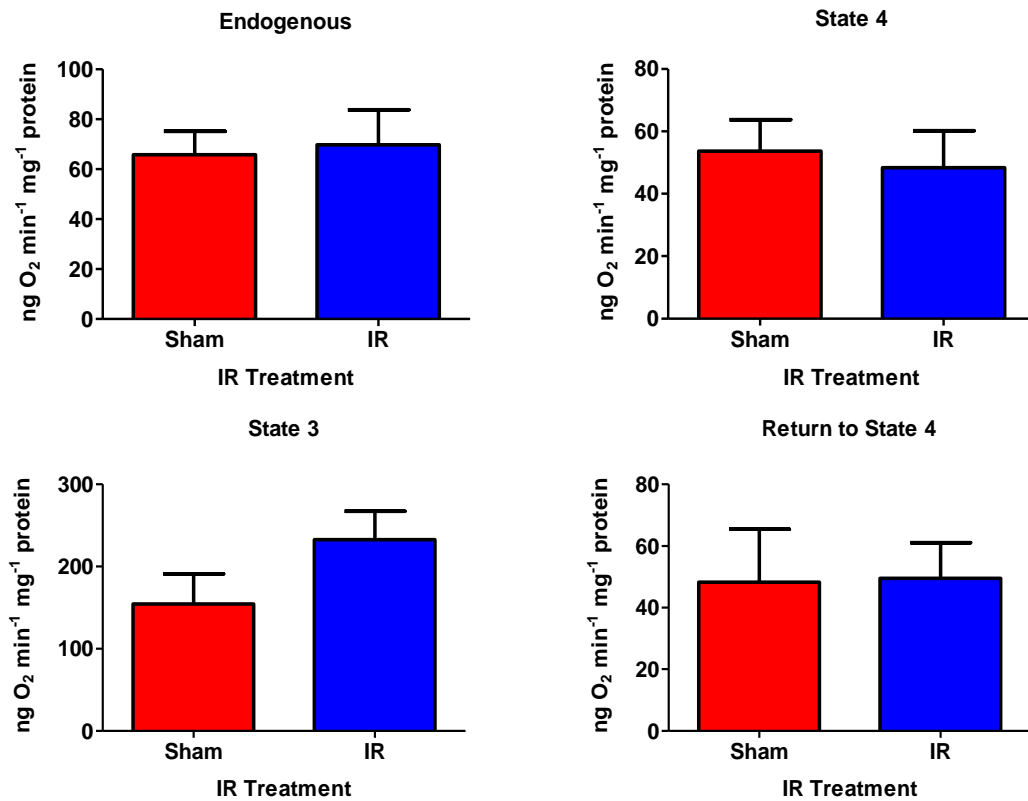 Endogenous
ng O₂ min⁻¹ mg⁻¹ protein
100
80
60
40
20
0
Sham
IR
IR Treatment
State 4
ng O₂ min⁻¹ mg⁻¹ protein
80
60
40
20
0
Sham
IR
IR Treatment
State 3
ng O₂ min⁻¹ mg⁻¹ protein
300
200
100
0
Sham
IR
IR Treatment
Return to State 4
ng O₂ min⁻¹ mg⁻¹ protein
80
60
40
20
0
Sham
IR
IR Treatment